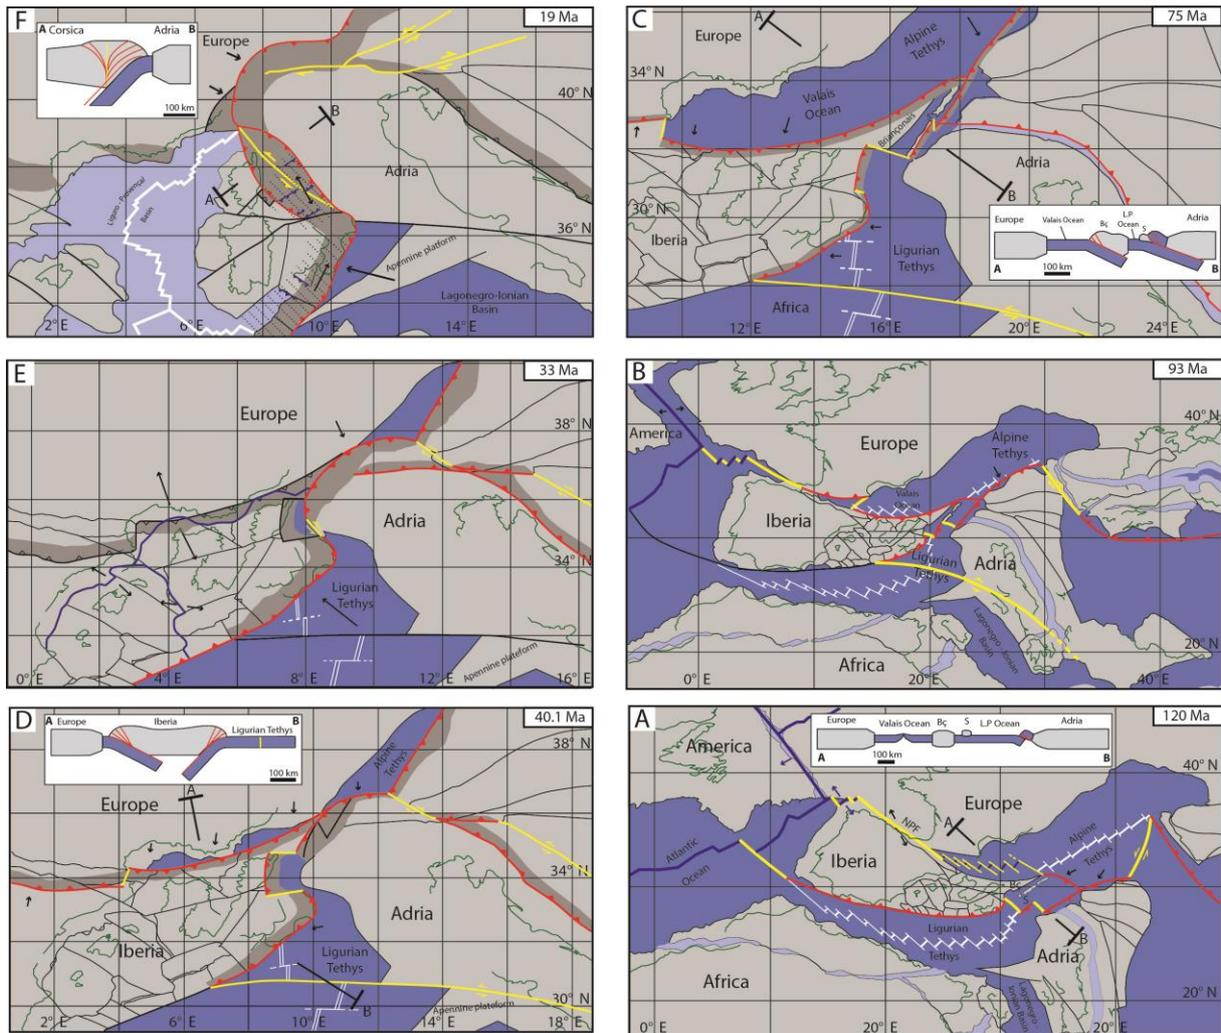 F
19 Ma
A
Corsica
Adria
B
100 km
Europe
40° N
B
Adria
A
Liguro - Provençal
Basin
36° N
Apennine platform
Lagonegro-Ionian
Basin
2° E
6° E
10° E
14° E
C
75 Ma
Europe
A
Alpine
Tethys
34° N
Valais
Ocean
Briançonais
Adria
B
30° N
Iberia
Ligurian
Tethys
Europe
Valais Ocean
Bç
L.P
Ocean
S
Adria
A
100 km
B
Africa
12° E
16° E
20° E
24° E
E
33 Ma
Europe
38° N
Adria
34° N
Ligurian
Tethys
Apennine plateform
0° E
4° E
8° E
12° E
16° E
B
93 Ma
America
Europe
40° N
Alpine
Tethys
Valais
Ocean
Iberia
Ligurian
Tethys
Adria
Lagonegro - Ionian
Basin
Africa
20° N
0° E
20° E
40° E
D
40.1 Ma
A
Europe
Iberia
Ligurian Tethys
B
100 km
38° N
Alpine
Tethys
A
Europe
34° N
Adria
Iberia
Ligurian
Tethys
B
30° N
Apennine plateform
2° E
6° E
10° E
14° E
18° E
A
120 Ma
America
Europe
Valais Ocean
Bç
S
L.P Ocean
Adria
A
100 km
B
40° N
NPF
A
Europe
Atlantic
Ocean
Iberia
Alpine
Tethys
Bç
S
Ligurian
Tethys
B
Adria
Africa
Lagonegro-
Ionian Basin
20° N
0° E
20° E